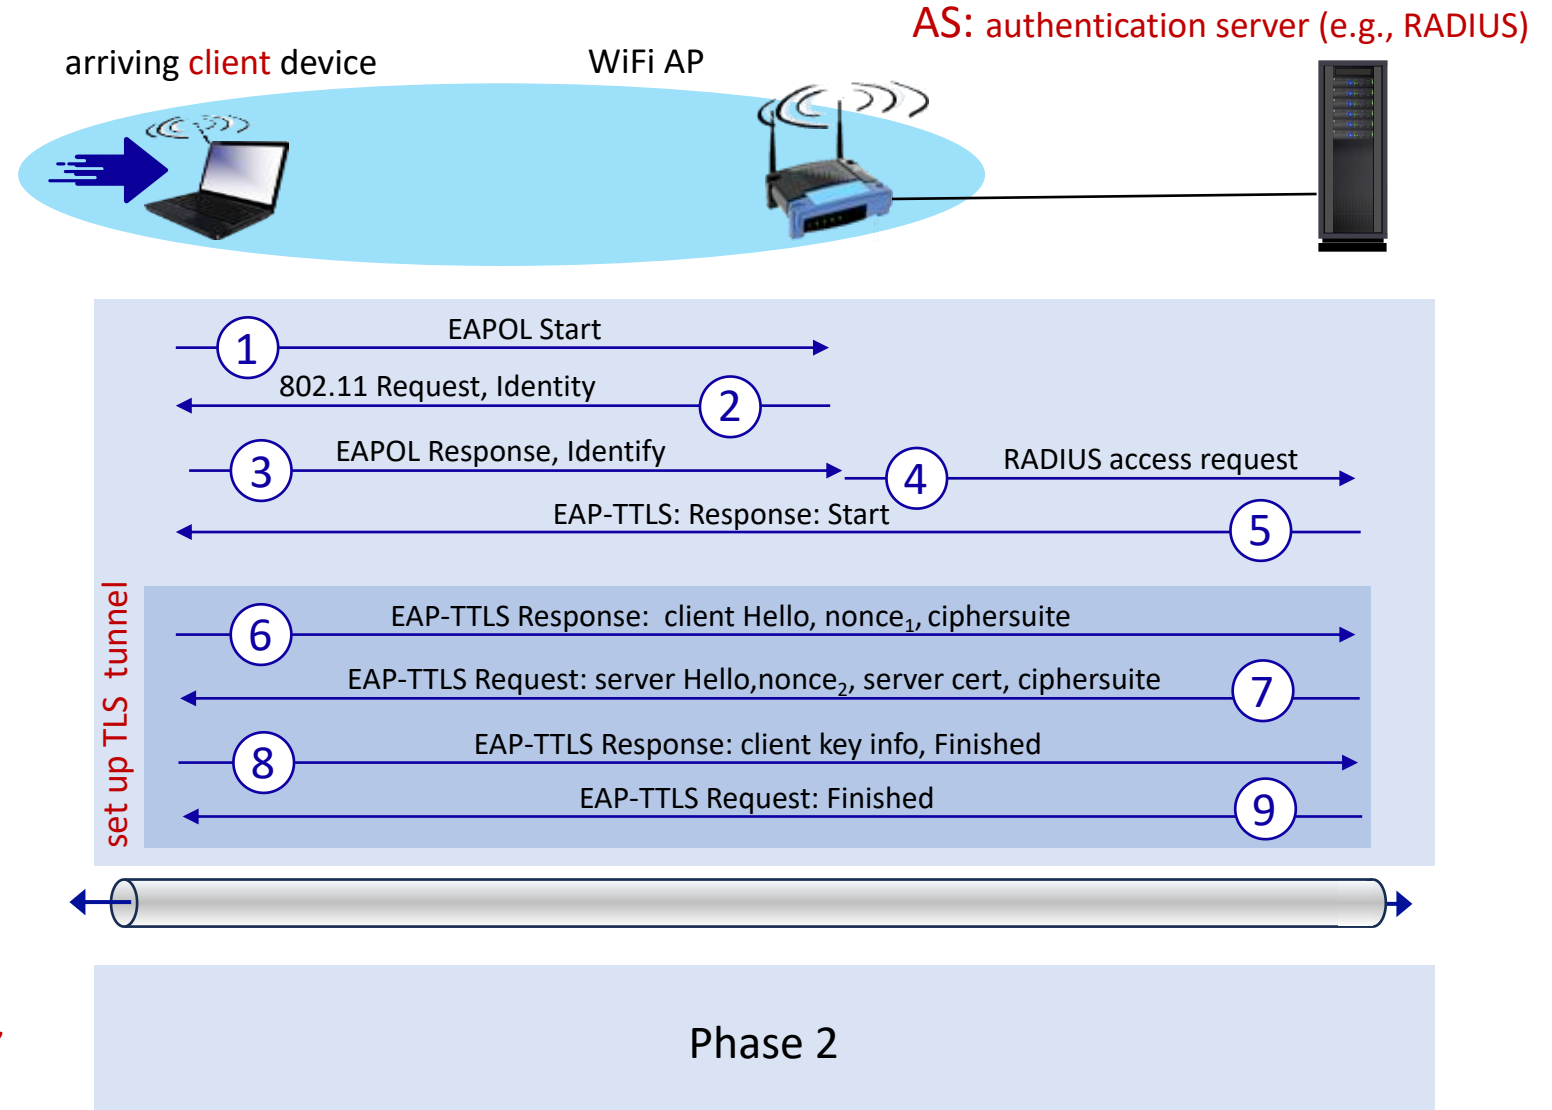 AS: authentication server (e.g., RADIUS)
arriving client device
WiFi AP
1
EAPOL Start
802.11 Request, Identity
2
3
EAPOL Response, Identify
4
RADIUS access request
EAP-TTLS: Response: Start
5
set up TLS tunnel
6
EAP-TTLS Response: client Hello, nonce₁, ciphersuite
EAP-TTLS Request: server Hello,nonce₂, server cert, ciphersuite
7
8
EAP-TTLS Response: client key info, Finished
EAP-TTLS Request: Finished
9
Phase 2